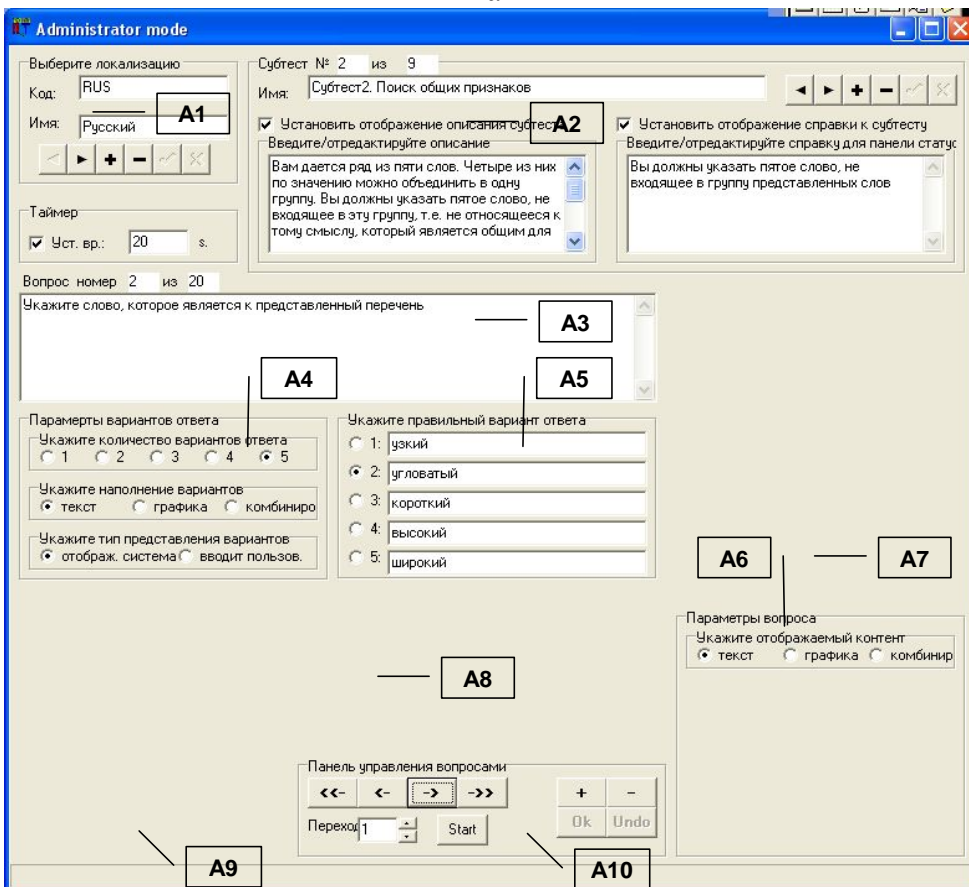 Administrator mode
Выберите локализацию
Код: RUS
Имя: Русский
A1
Субтест № 2 из 9
Имя: Субтест2. Поиск общих признаков
A2
Установить отображение описания субтеста
Введите/отредактируйте описание
Вам дается ряд из пяти слов. Четыре из них
по значению можно объединить в одну
группу. Вы должны указать пятое слово, не
входящее в эту группу, т.е. не относящееся к
тому смыслу, который является общим для
Установить отображение справки к субтесту
Введите/отредактируйте справку для панели статус
Вы должны указать пятое слово, не
входящее в группу представленных слов
Таймер
Уст. вр.: 20 s.
Вопрос номер 2 из 20
Укажите слово, которое является к представленный перечень
A3
A4
A5
Парамерты вариантов ответа
Укажите количество вариантов ответа
1 2 3 4 5
Укажите наполнение вариантов
текст графика комбиниро
Укажите тип представления вариантов
отображ. система вводит пользов.
Укажите правильный вариант ответа
1: узкий
2: угловатый
3: короткий
4: высокий
5: широкий
A6
A7
Параметры вопроса
Укажите отображаемый контент
текст графика комбинир
A8
Панель управления вопросами
<<- <- -> ->> + -
Переход 1 Start Ok Undo
A9
A10